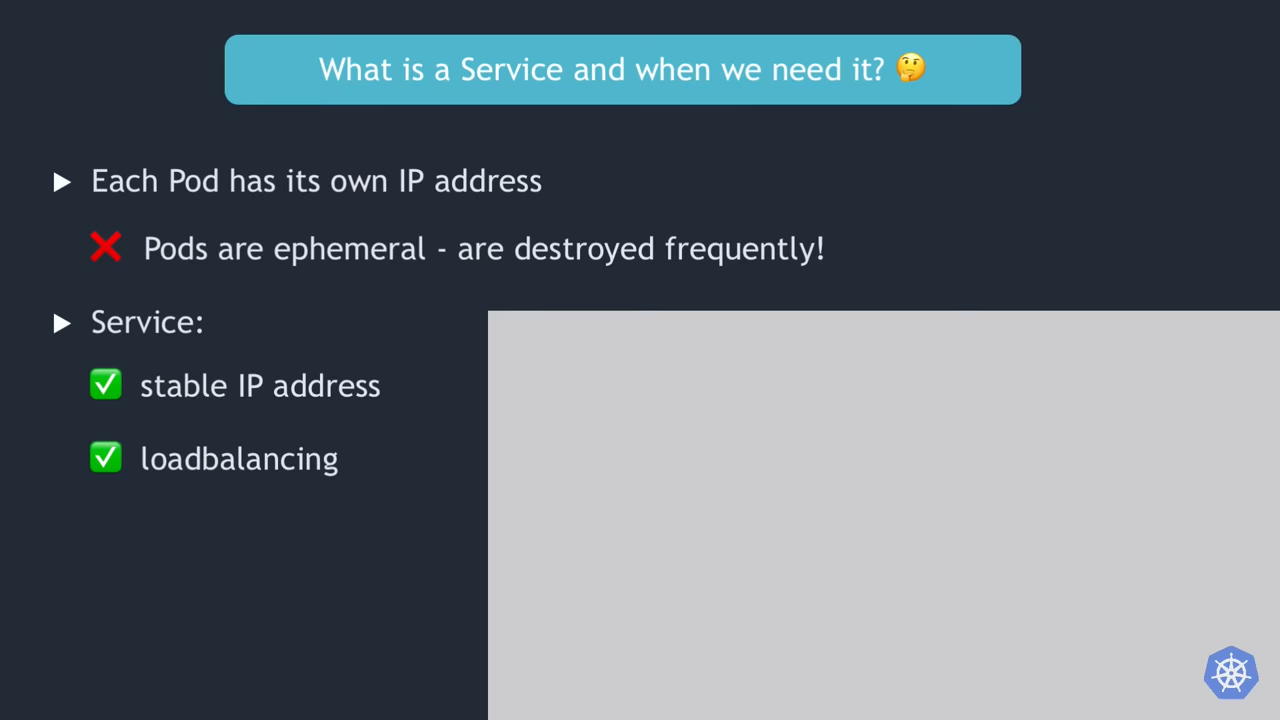 What is a Service and when we need it? 🤔
Each Pod has its own IP address
❌ Pods are ephemeral - are destroyed frequently!
Service:
✅ stable IP address
✅ loadbalancing